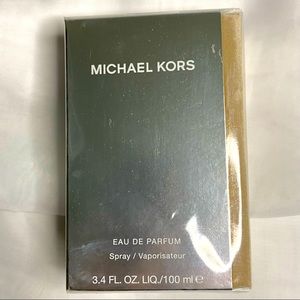 MICHAEL KORS
EAU DE PARFUM
Spray / Vaporisateur
3.4 FL. OZ. LIQ./100 ml ℮